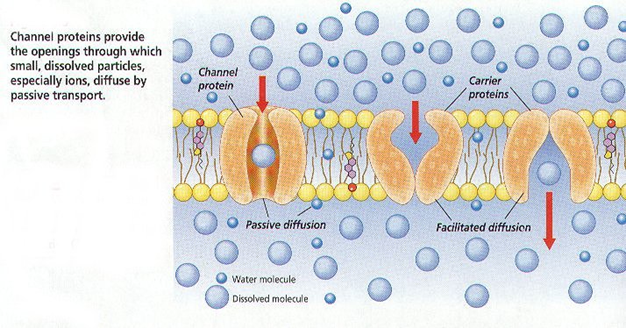 Channel proteins provide
the openings through which
small, dissolved particles,
especially ions, diffuse by
passive transport.
Channel
protein
Carrier
proteins
Passive diffusion
Facilitated diffusion
Water molecule
Dissolved molecule